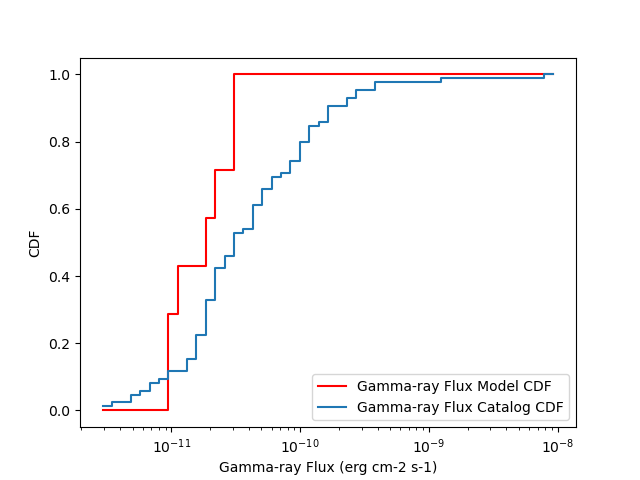 1.0
0.8
0.6
0.4
0.2
0.0
CDF
10⁻¹¹ 10⁻¹⁰ 10⁻⁹ 10⁻⁸
Gamma-ray Flux (erg cm-2 s-1)
Gamma-ray Flux Model CDF
Gamma-ray Flux Catalog CDF